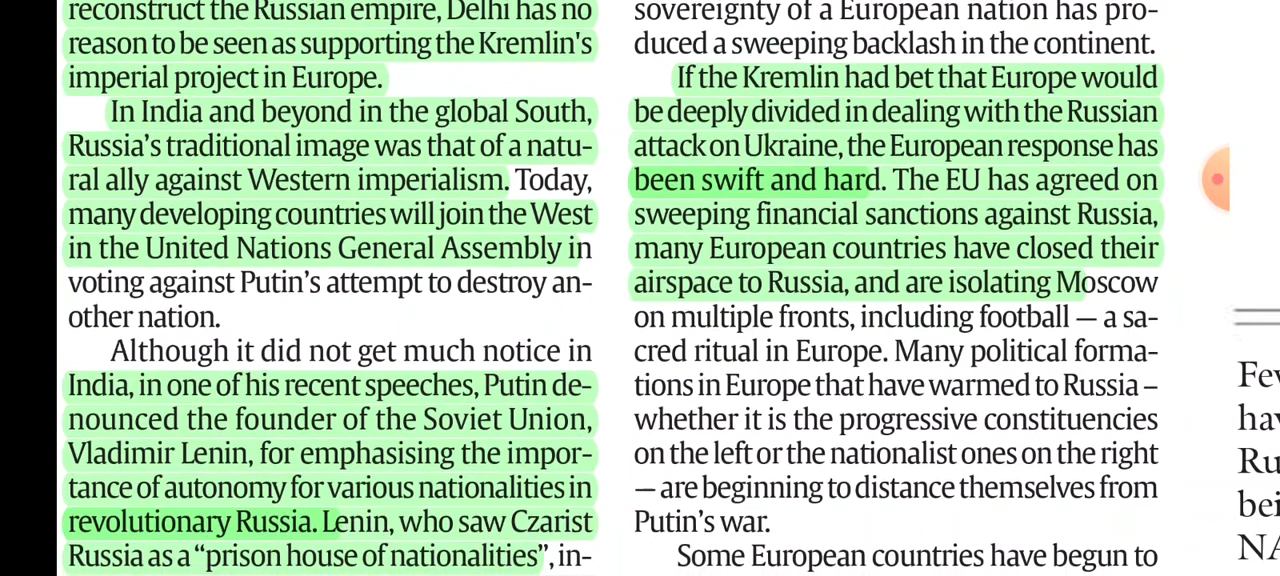 reconstruct the Russian empire, Delhi has no
reason to be seen as supporting the Kremlin's
imperial project in Europe.
In India and beyond in the global South,
Russia's traditional image was that of a natu-
ral ally against Western imperialism. Today,
many developing countries will join the West
in the United Nations General Assembly in
voting against Putin's attempt to destroy an-
other nation.
Although it did not get much notice in
India, in one of his recent speeches, Putin de-
nounced the founder of the Soviet Union,
Vladimir Lenin, for emphasising the impor-
tance of autonomy for various nationalities in
revolutionary Russia. Lenin, who saw Czarist
Russia as a “prison house of nationalities”, in-
sovereignty of a European nation has pro-
duced a sweeping backlash in the continent.
If the Kremlin had bet that Europe would
be deeply divided in dealing with the Russian
attack on Ukraine, the European response has
been swift and hard. The EU has agreed on
sweeping financial sanctions against Russia,
many European countries have closed their
airspace to Russia, and are isolating Moscow
on multiple fronts, including football — a sa-
cred ritual in Europe. Many political forma-
tions in Europe that have warmed to Russia –
whether it is the progressive constituencies
on the left or the nationalist ones on the right
— are beginning to distance themselves from
Putin's war.
Some European countries have begun to